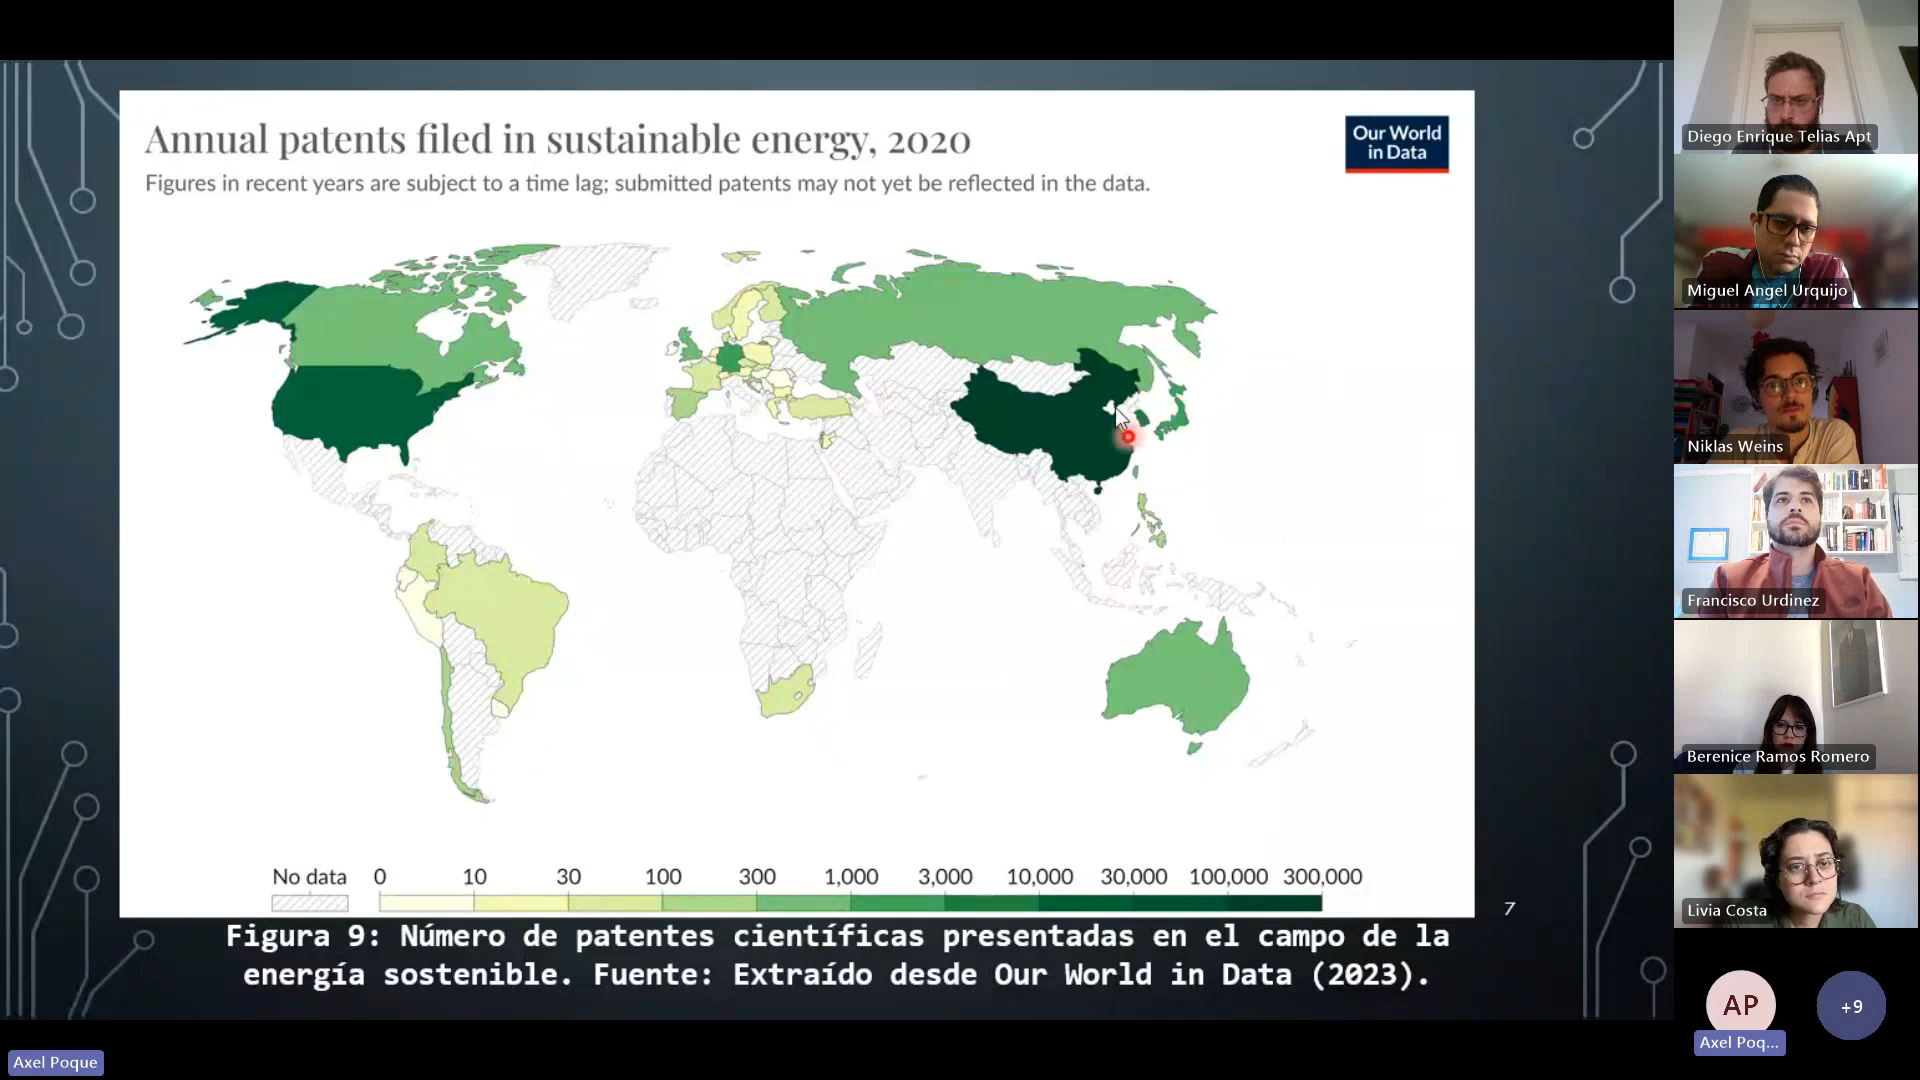 Annual patents filed in sustainable energy, 2020
Our World
in Data
Figures in recent years are subject to a time lag; submitted patents may not yet be reflected in the data.
No data 0 10 30 100 300 1,000 3,000 10,000 30,000 100,000 300,000
7
Figura 9: Número de patentes científicas presentadas en el campo de la
energía sostenible. Fuente: Extraído desde Our World in Data (2023).
Axel Poque
Diego Enrique Telias Apt
Miguel Angel Urquijo
Niklas Weins
Francisco Urdinez
Berenice Ramos Romero
Livia Costa
AP
+9
Axel Poq...